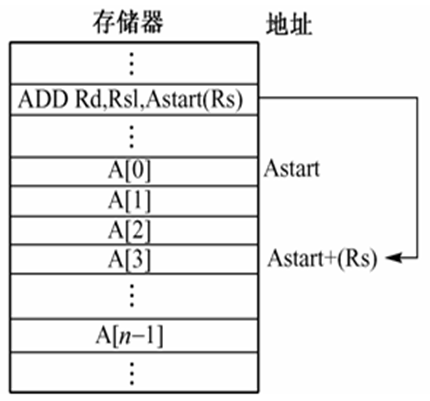 存储器 地址
⋮
ADD Rd,Rsl,Astart(Rs)
⋮
A[0] Astart
A[1]
A[2]
A[3] Astart+(Rs)
⋮
A[n−1]
⋮